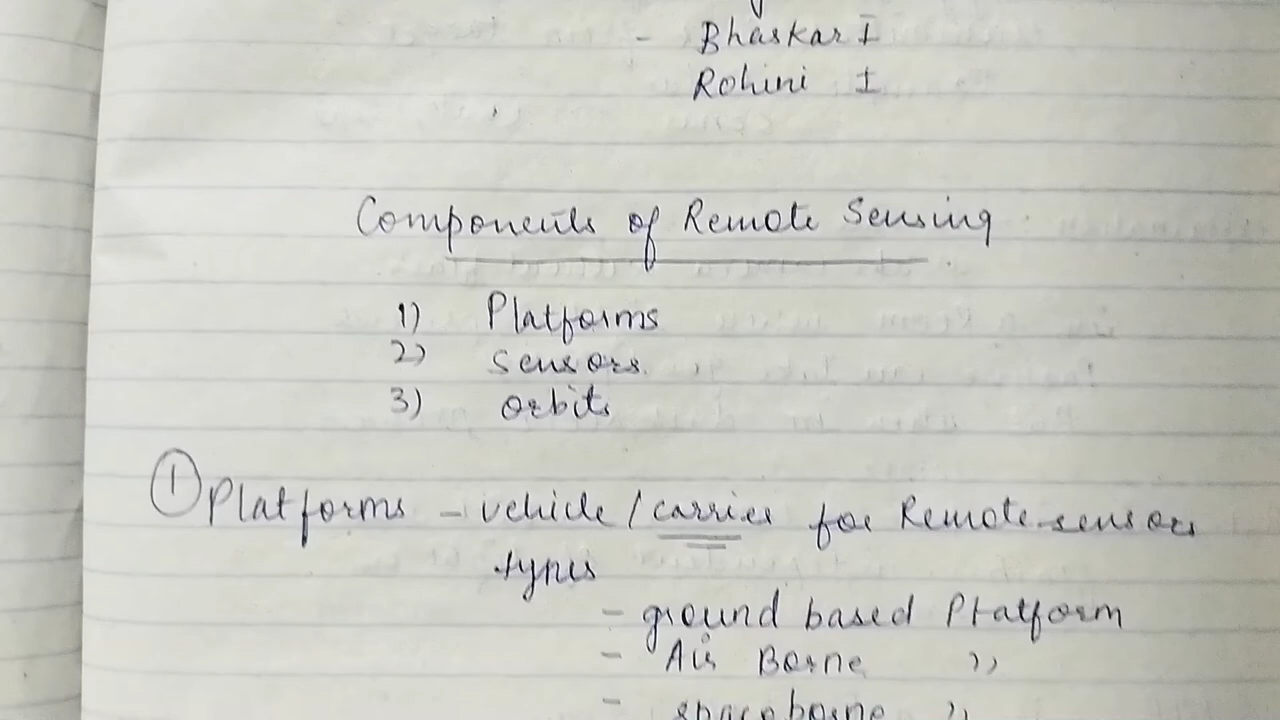 - Bhaskar I
Rohini I
Components of Remote Sensing
1) Platforms
2) Sensors.
3) orbits
① Platforms - vehicle / carrier for Remote sensors
types
- ground based Platform
- Air Borne ,,
- spaceborne ,,